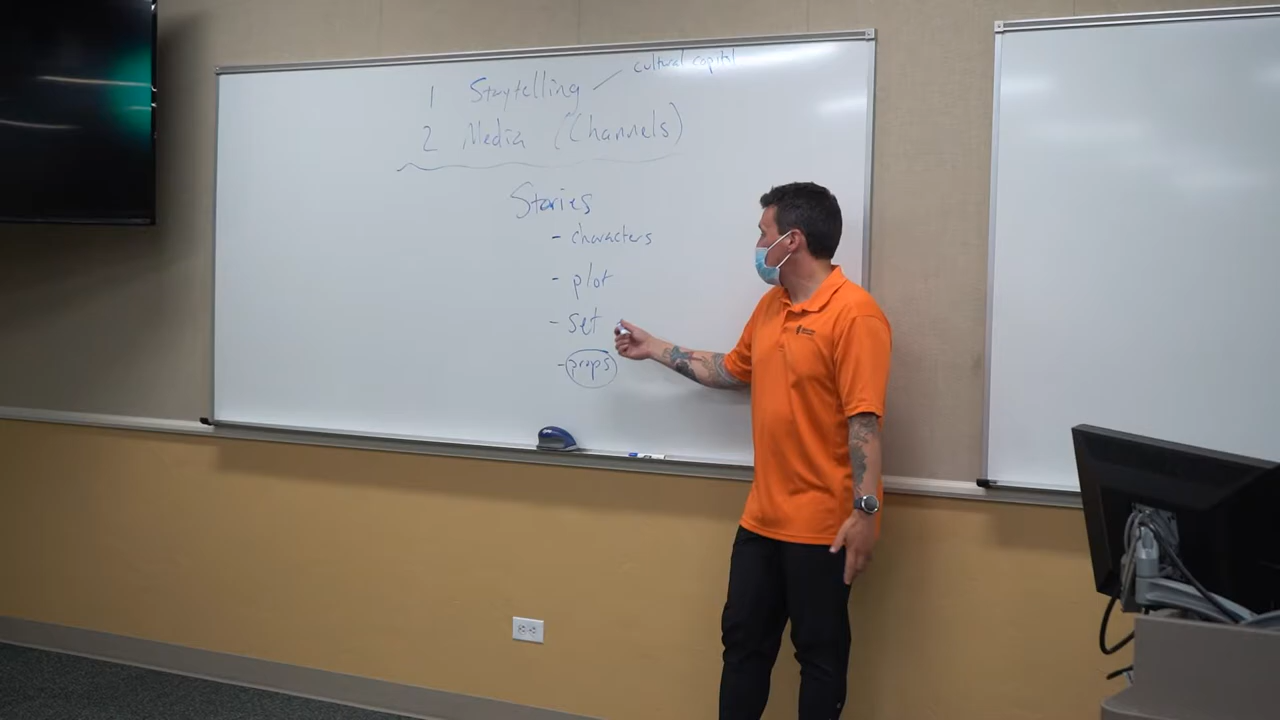 cultural capital
1 Storytelling
2 Media (Channels)
Stories
- characters
- plot
- set
- props